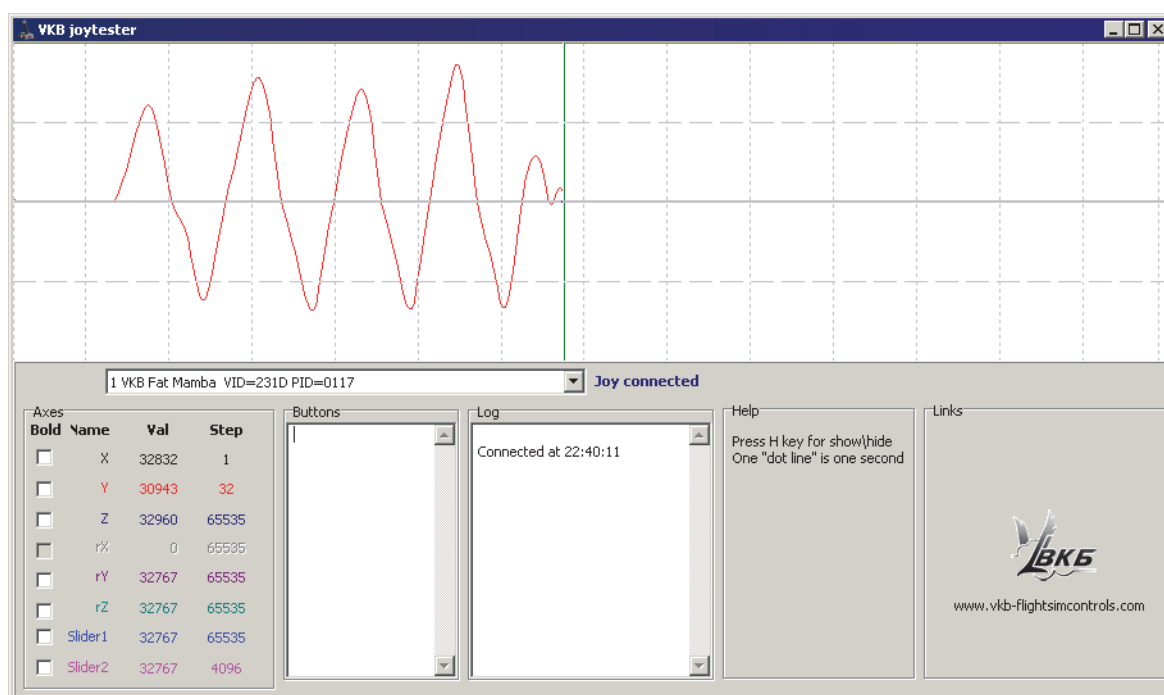 VKB joytester
1 VKB Fat Mamba VID=231D PID=0117
Joy connected
Axes
Bold Name Val Step
X 32832 1
Y 30943 32
Z 32960 65535
rX 0 65535
rY 32767 65535
rZ 32767 65535
Slider1 32767 65535
Slider2 32767 4096
Buttons
Log
Connected at 22:40:11
Help
Press H key for show\hide
One "dot line" is one second
Links
ВКБ
www.vkb-flightsimcontrols.com